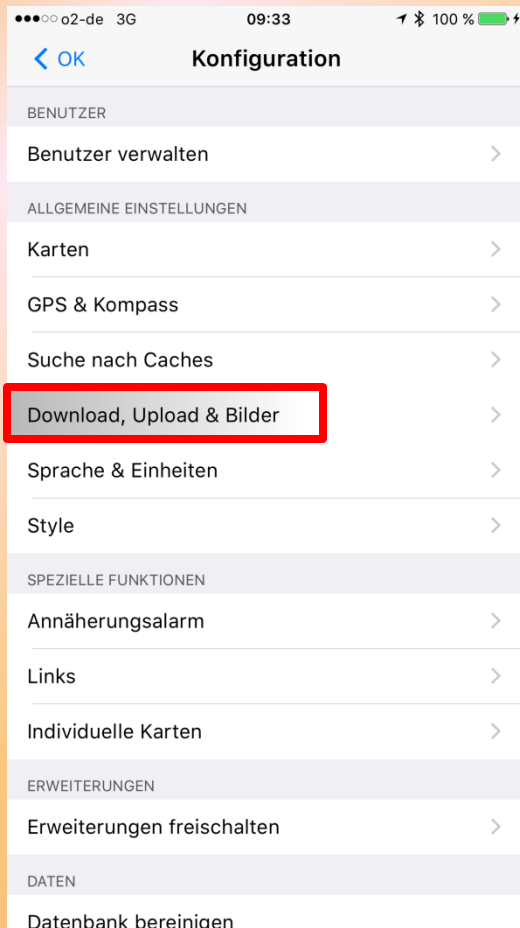 o2-de 3G 09:33 100 %
OK Konfiguration
BENUTZER
Benutzer verwalten
ALLGEMEINE EINSTELLUNGEN
Karten
GPS & Kompass
Suche nach Caches
Download, Upload & Bilder
Sprache & Einheiten
Style
SPEZIELLE FUNKTIONEN
Annäherungsalarm
Links
Individuelle Karten
ERWEITERUNGEN
Erweiterungen freischalten
DATEN
Datenbank bereinigen